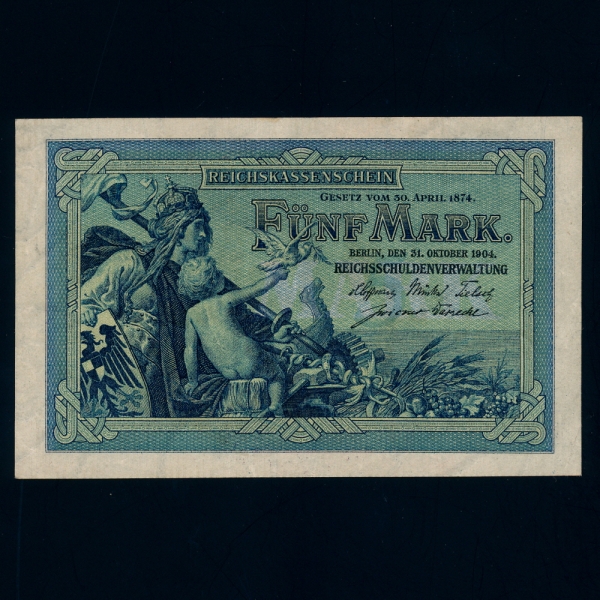 REICHSKASSENSCHEIN
GESETZ VOM 30. APRIL 1874.
FÜNF MARK.
BERLIN, DEN 31. OKTOBER 1904.
REICHSSCHULDENVERWALTUNG